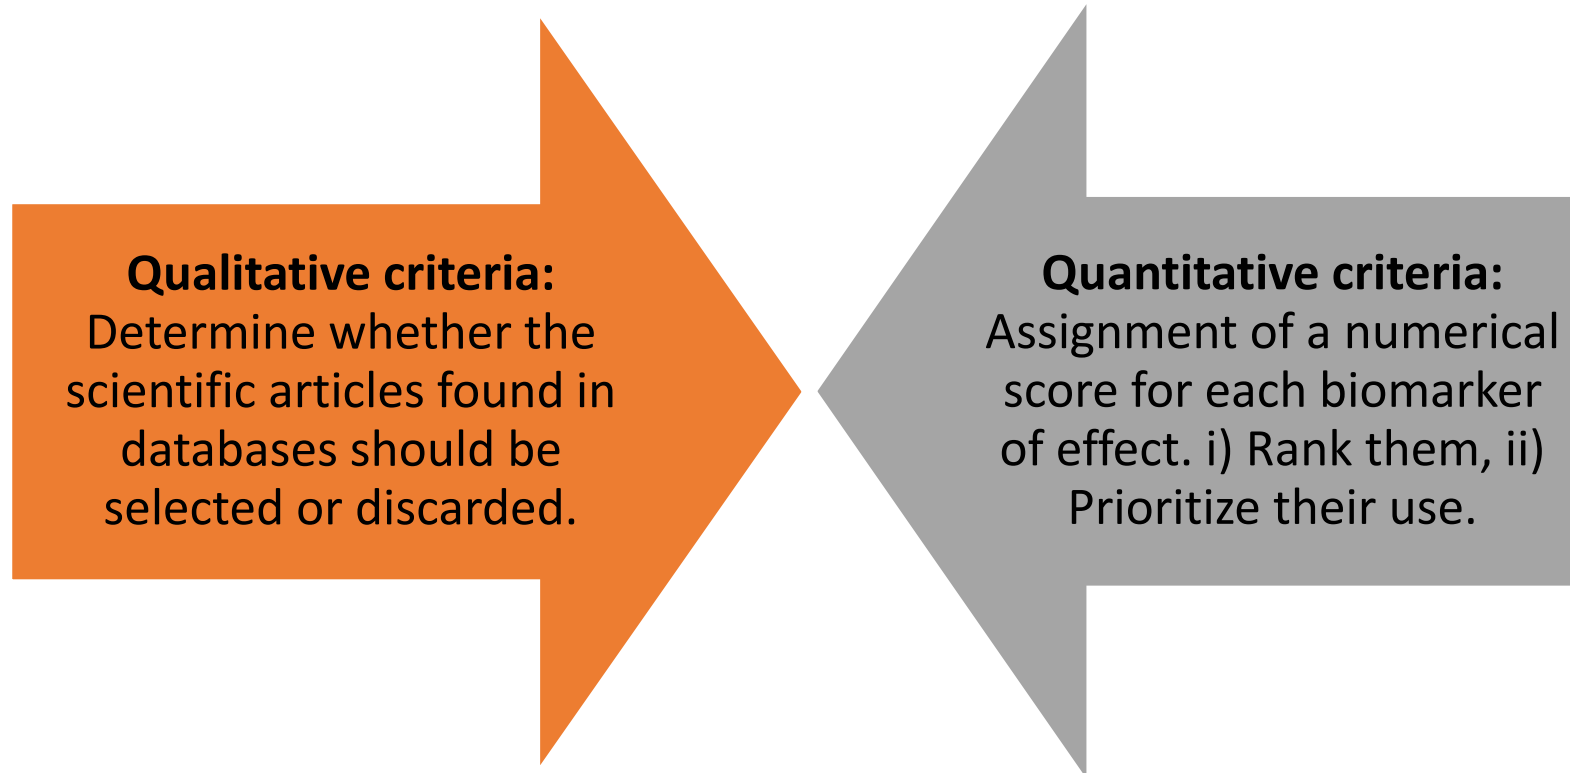 Qualitative criteria:
Determine whether the
scientific articles found in
databases should be
selected or discarded.
Quantitative criteria:
Assignment of a numerical
score for each biomarker
of effect. i) Rank them, ii)
Prioritize their use.